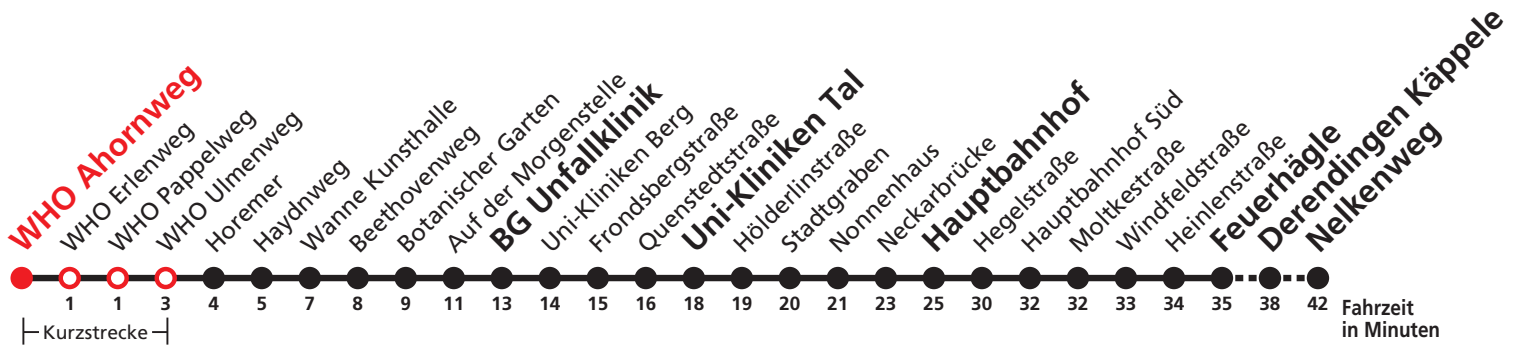 WHO Ahornweg
WHO Erlenweg
WHO Pappelweg
WHO Ulmenweg
Horemer
Haydnweg
Wanne Kunsthalle
Beethovenweg
Botanischer Garten
Auf der Morgenstelle
BG Unfallklinik
Uni-Kliniken Berg
Frondsbergstraße
Quenstedtstraße
Uni-Kliniken Tal
Hölderlinstraße
Stadtgraben
Nonnenhaus
Neckarbrücke
Hauptbahnhof
Hegelstraße
Hauptbahnhof Süd
Moltkestraße
Windfeldstraße
Heinlenstraße
Feuerhägle
Derendingen Käppele
Nelkenweg
1 1 3 4 5 7 8 9 11 13 14 15 16 18 19 20 21 23 25 30 32 32 33 34 35 38 42
Fahrzeit
in Minuten
Kurzstrecke